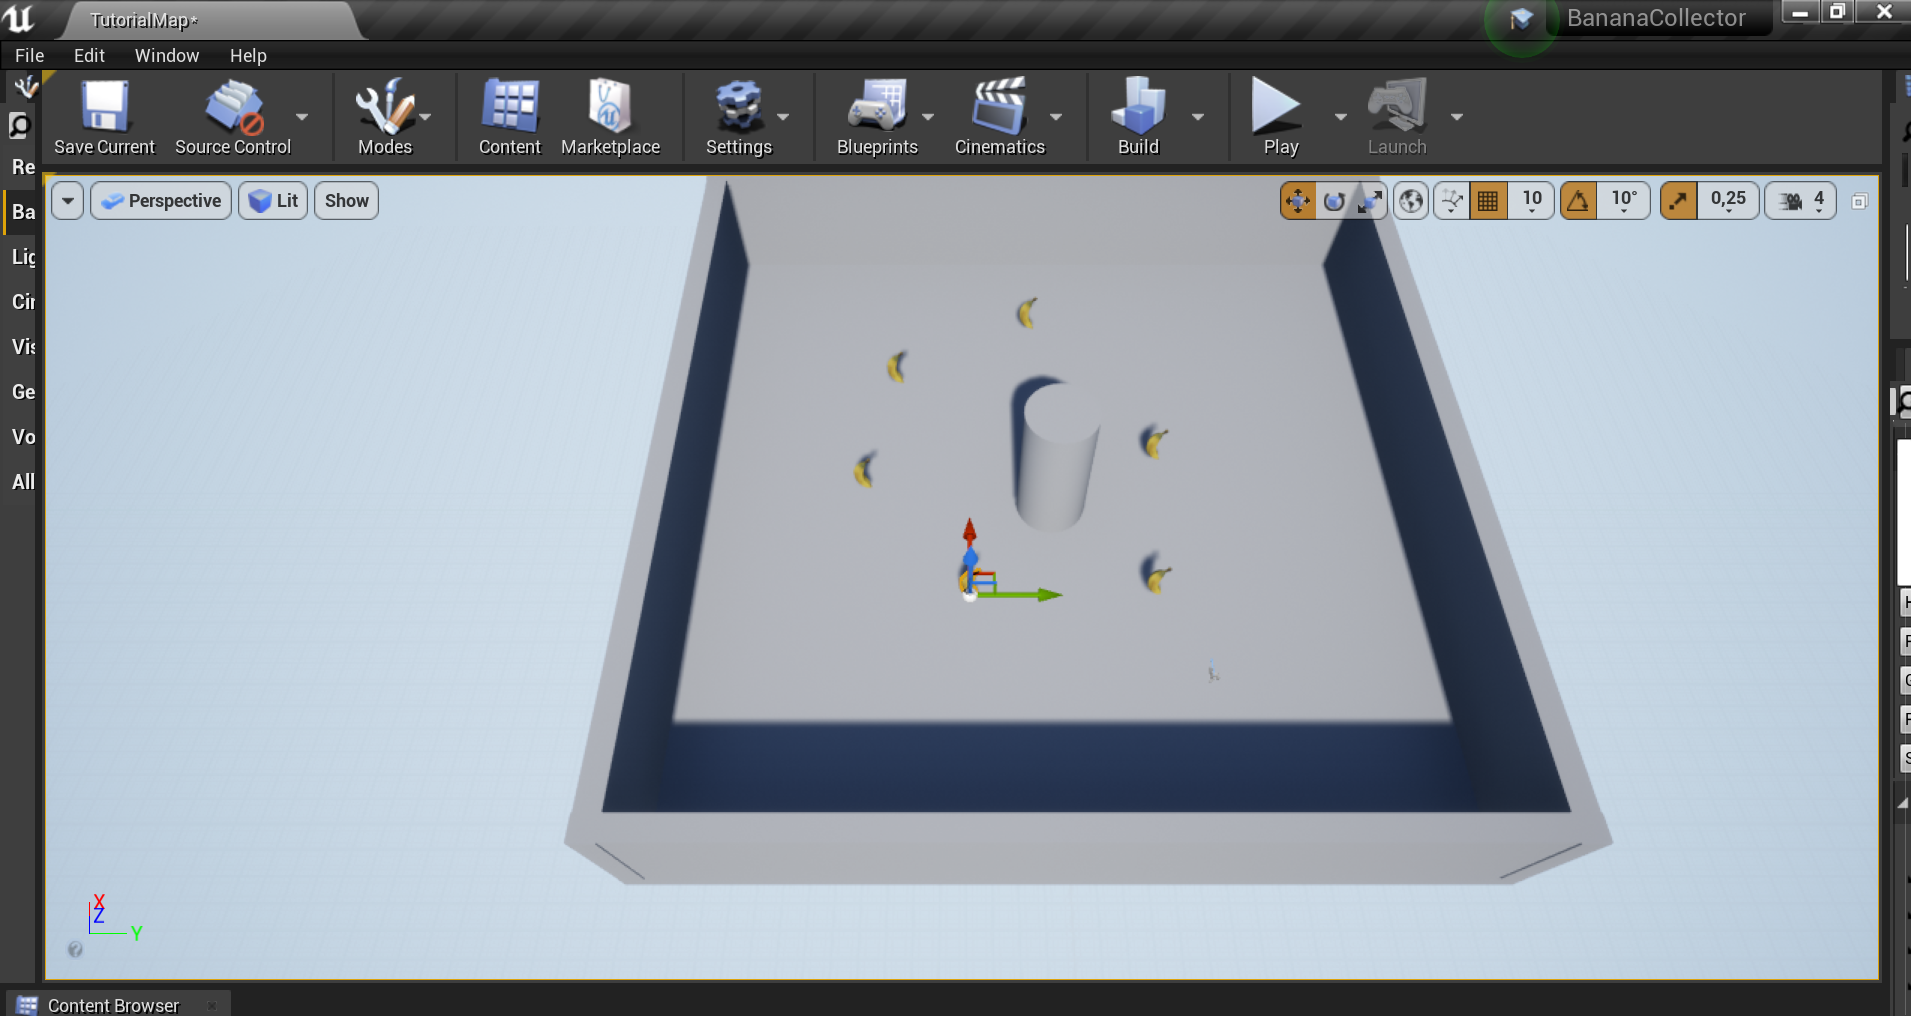 TutorialMap*
BananaCollector
File Edit Window Help
Save Current Source Control Modes Content Marketplace Settings Blueprints Cinematics Build Play Launch
Perspective Lit Show 10 10° 0,25 4
Re
Ba
Lig
Cir
Vis
Ge
Vo
All
X
Z
Y
Content Browser